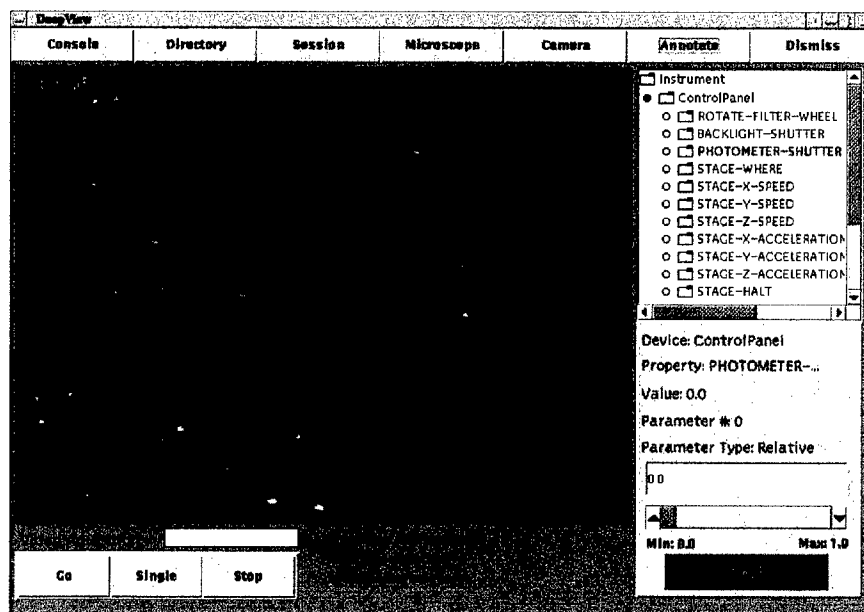 DeepView
Console Directory Session Microscope Camera Annotate Dismiss
Instrument
ControlPanel
ROTATE-FILTER-WHEEL
BACKLIGHT-SHUTTER
PHOTOMETER-SHUTTER
STAGE-WHERE
STAGE-X-SPEED
STAGE-Y-SPEED
STAGE-Z-SPEED
STAGE-X-ACCELERATION
STAGE-Y-ACCELERATION
STAGE-Z-ACCELERATION
STAGE-HALT
Device: ControlPanel
Property: PHOTOMETER-...
Value: 0.0
Parameter #: 0
Parameter Type: Relative
0.0
Min: 0.0 Max: 1.0
Go Single Stop